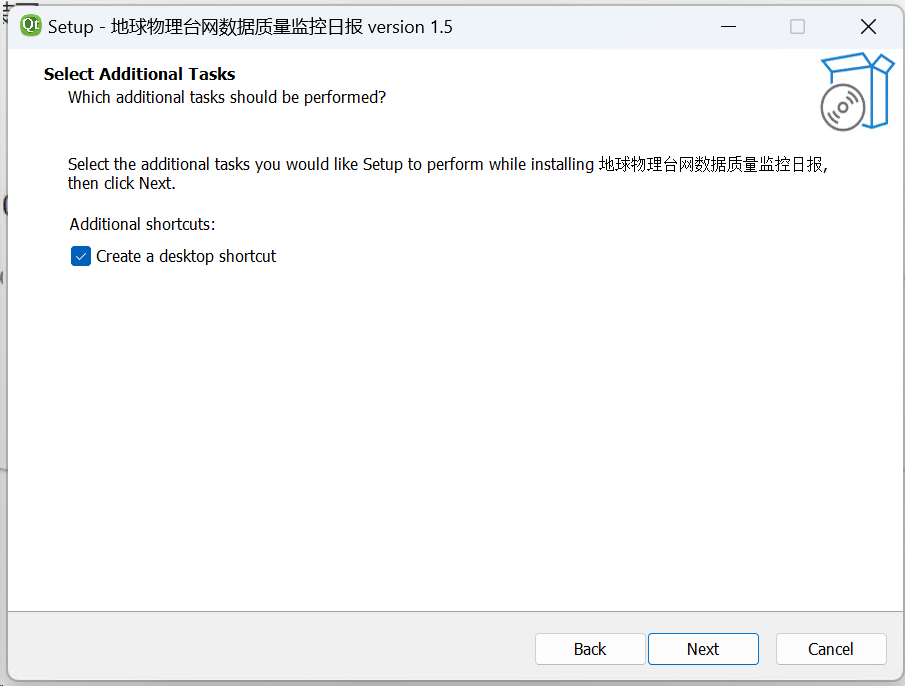 Setup - 地球物理台网数据质量监控日报 version 1.5
Select Additional Tasks
Which additional tasks should be performed?
Select the additional tasks you would like Setup to perform while installing 地球物理台网数据质量监控日报,
then click Next.
Additional shortcuts:
Create a desktop shortcut
Back
Next
Cancel